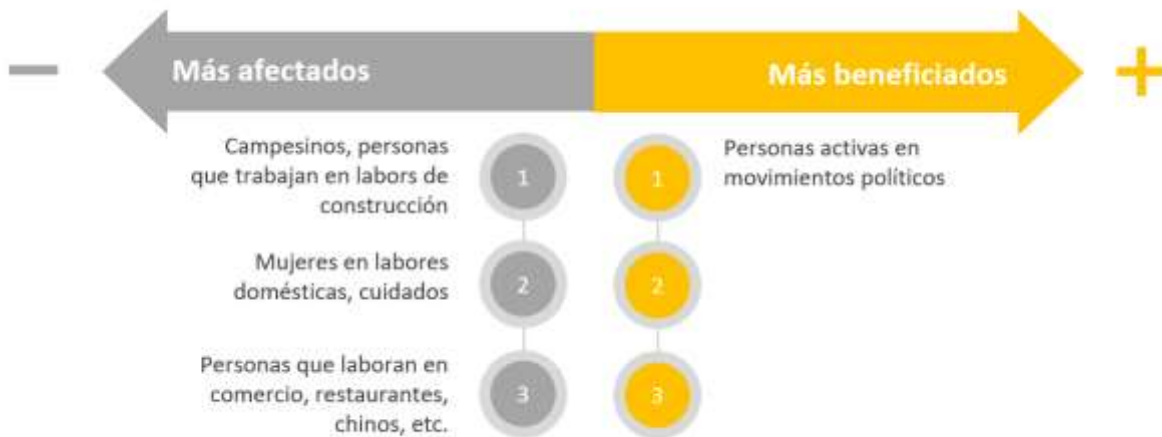 Más afectados
Más beneficiados
Campesinos, personas
que trabajan en labors de
construcción
1
1
Personas activas en
movimientos políticos
Mujeres en labores
domésticas, cuidados
2
2
Personas que laboran en
comercio, restaurantes,
chinos, etc.
3
3